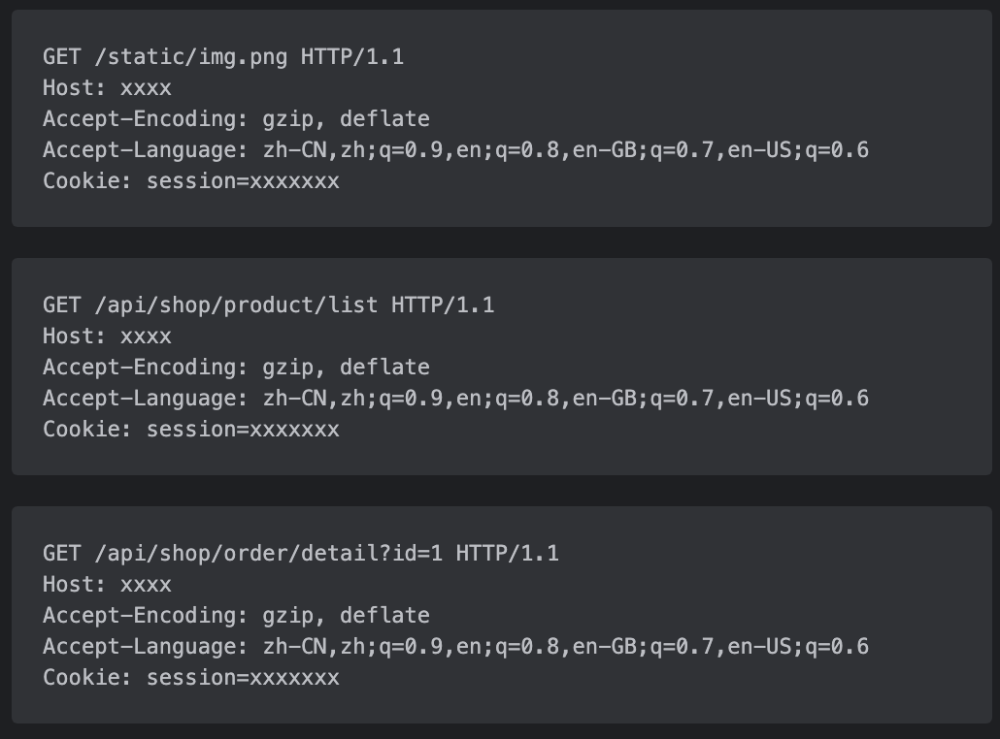 GET /static/img.png HTTP/1.1
Host: xxxx
Accept-Encoding: gzip, deflate
Accept-Language: zh-CN,zh;q=0.9,en;q=0.8,en-GB;q=0.7,en-US;q=0.6
Cookie: session=xxxxxxx
GET /api/shop/product/list HTTP/1.1
Host: xxxx
Accept-Encoding: gzip, deflate
Accept-Language: zh-CN,zh;q=0.9,en;q=0.8,en-GB;q=0.7,en-US;q=0.6
Cookie: session=xxxxxxx
GET /api/shop/order/detail?id=1 HTTP/1.1
Host: xxxx
Accept-Encoding: gzip, deflate
Accept-Language: zh-CN,zh;q=0.9,en;q=0.8,en-GB;q=0.7,en-US;q=0.6
Cookie: session=xxxxxxx